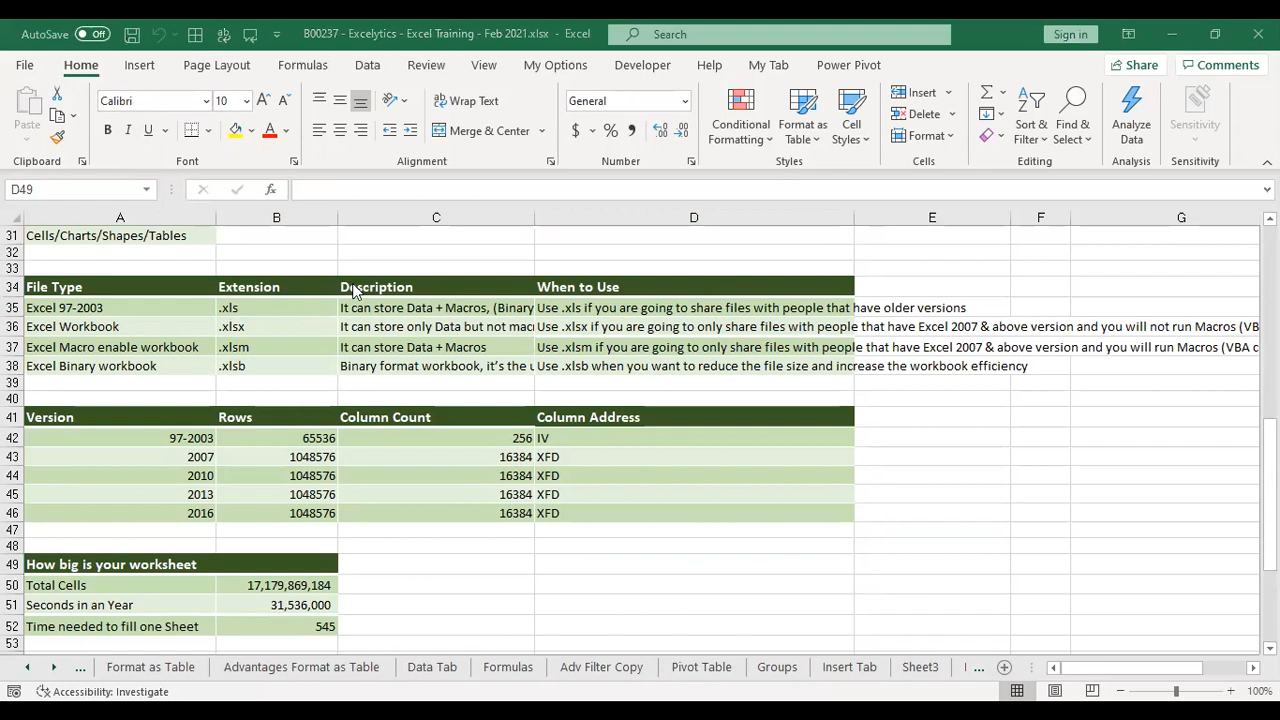 AutoSave Off B00237 - Excelytics - Excel Training - Feb 2021.xlsx - Excel Search Sign in
File Home Insert Page Layout Formulas Data Review View My Options Developer Help My Tab Power Pivot Share Comments
Paste Calibri 10 Wrap Text General Conditional Formatting Format as Table Cell Styles Insert Sort & Filter Find & Select Analyze Data Sensitivity
Delete
B I U A Merge & Center $ % Format
Clipboard Font Alignment Number Styles Cells Editing Analysis Sensitivity
D49 fx
A B C D E F G
31 Cells/Charts/Shapes/Tables
32
33
34 File Type Extension Description When to Use
35 Excel 97-2003 .xls It can store Data + Macros, (Binary Use .xls if you are going to share files with people that have older versions
36 Excel Workbook .xlsx It can store only Data but not mac Use .xlsx if you are going to only share files with people that have Excel 2007 & above version and you will not run Macros (VB
37 Excel Macro enable workbook .xlsm It can store Data + Macros Use .xlsm if you are going to only share files with people that have Excel 2007 & above version and you will run Macros (VBA c
38 Excel Binary workbook .xlsb Binary format workbook, it's the u Use .xlsb when you want to reduce the file size and increase the workbook efficiency
39
40
41 Version Rows Column Count Column Address
42 97-2003 65536 256 IV
43 2007 1048576 16384 XFD
44 2010 1048576 16384 XFD
45 2013 1048576 16384 XFD
46 2016 1048576 16384 XFD
47
48
49 How big is your worksheet
50 Total Cells 17,179,869,184
51 Seconds in an Year 31,536,000
52 Time needed to fill one Sheet 545
53
... Format as Table Advantages Format as Table Data Tab Formulas Adv Filter Copy Pivot Table Groups Insert Tab Sheet3 ...
Accessibility: Investigate 100%